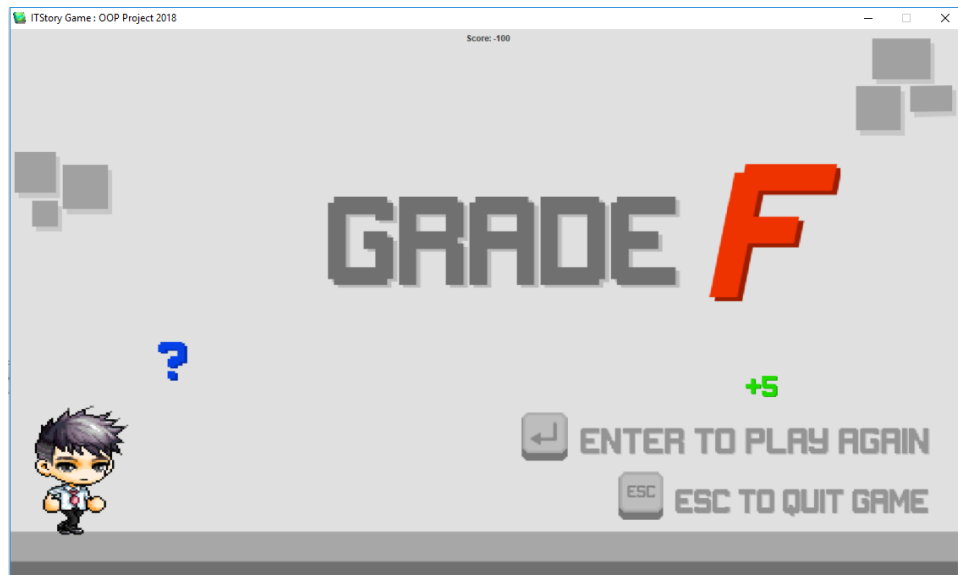 ITStory Game : OOP Project 2018
Score: -100
GRADE F
?
+5
ENTER TO PLAY AGAIN
ESC ESC TO QUIT GAME